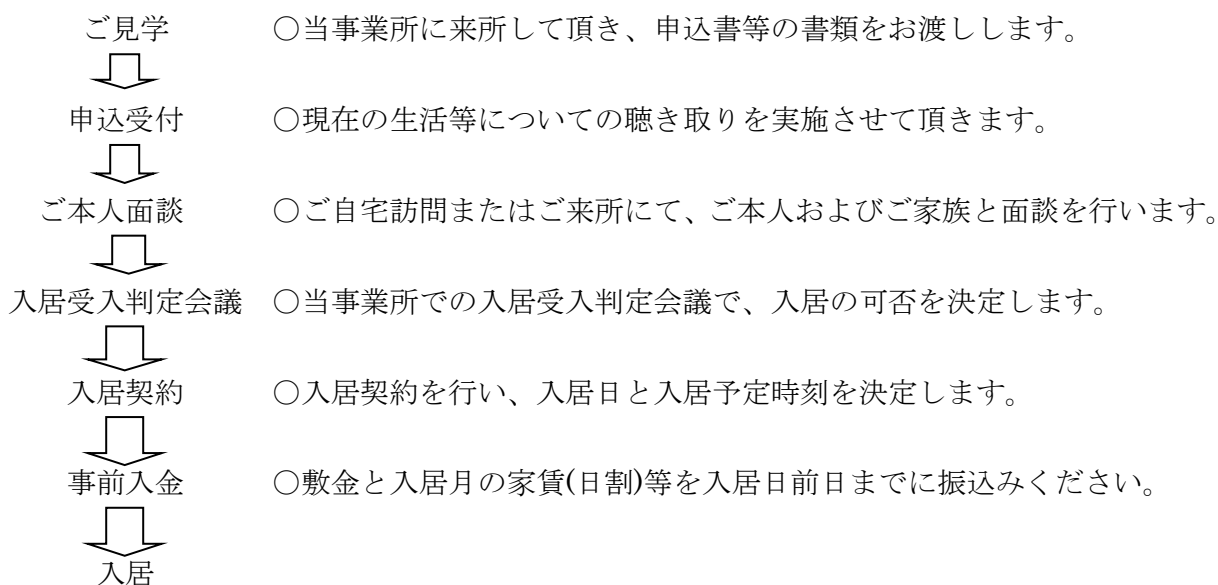 ご見学　○当事業所に来所して頂き、申込書等の書類をお渡しします。
申込受付　○現在の生活等についての聴き取りを実施させて頂きます。
ご本人面談　○ご自宅訪問またはご来所にて、ご本人およびご家族と面談を行います。
入居受入判定会議　○当事業所での入居受入判定会議で、入居の可否を決定します。
入居契約　○入居契約を行い、入居日と入居予定時刻を決定します。
事前入金　○敷金と入居月の家賃(日割)等を入居日前日までに振込みください。
入居